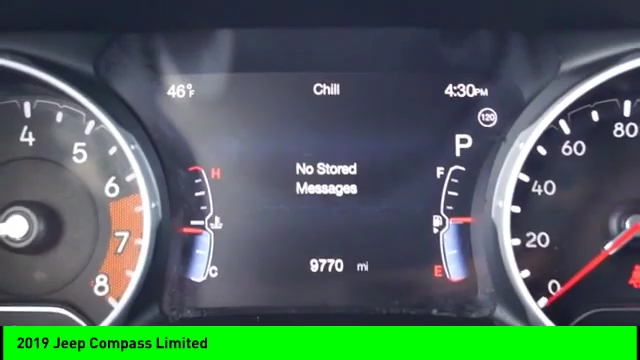 46°F Chill 4:30PM
120
P
4 5 6 7 8
H C
No Stored
Messages
F E
9770 mi
80 60 40 20 0
2019 Jeep Compass Limited